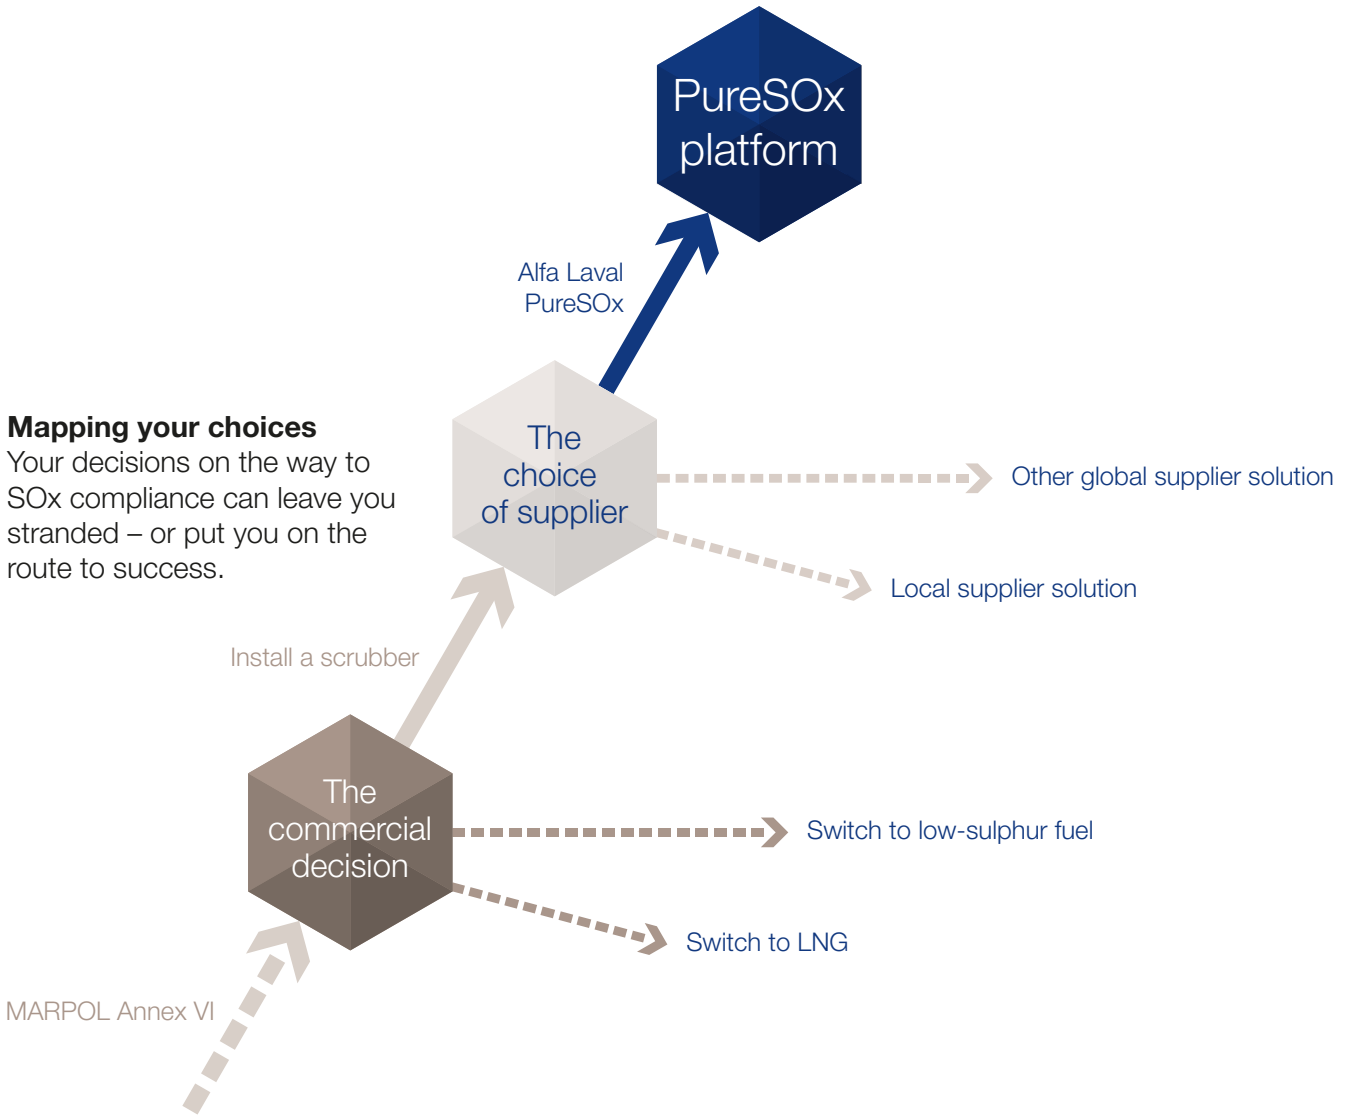 PureSOx
platform
Alfa Laval
PureSOx
Mapping your choices
Your decisions on the way to
SOx compliance can leave you
stranded – or put you on the
route to success.
The
choice
of supplier
Other global supplier solution
Local supplier solution
Install a scrubber
The
commercial
decision
Switch to low-sulphur fuel
Switch to LNG
MARPOL Annex VI